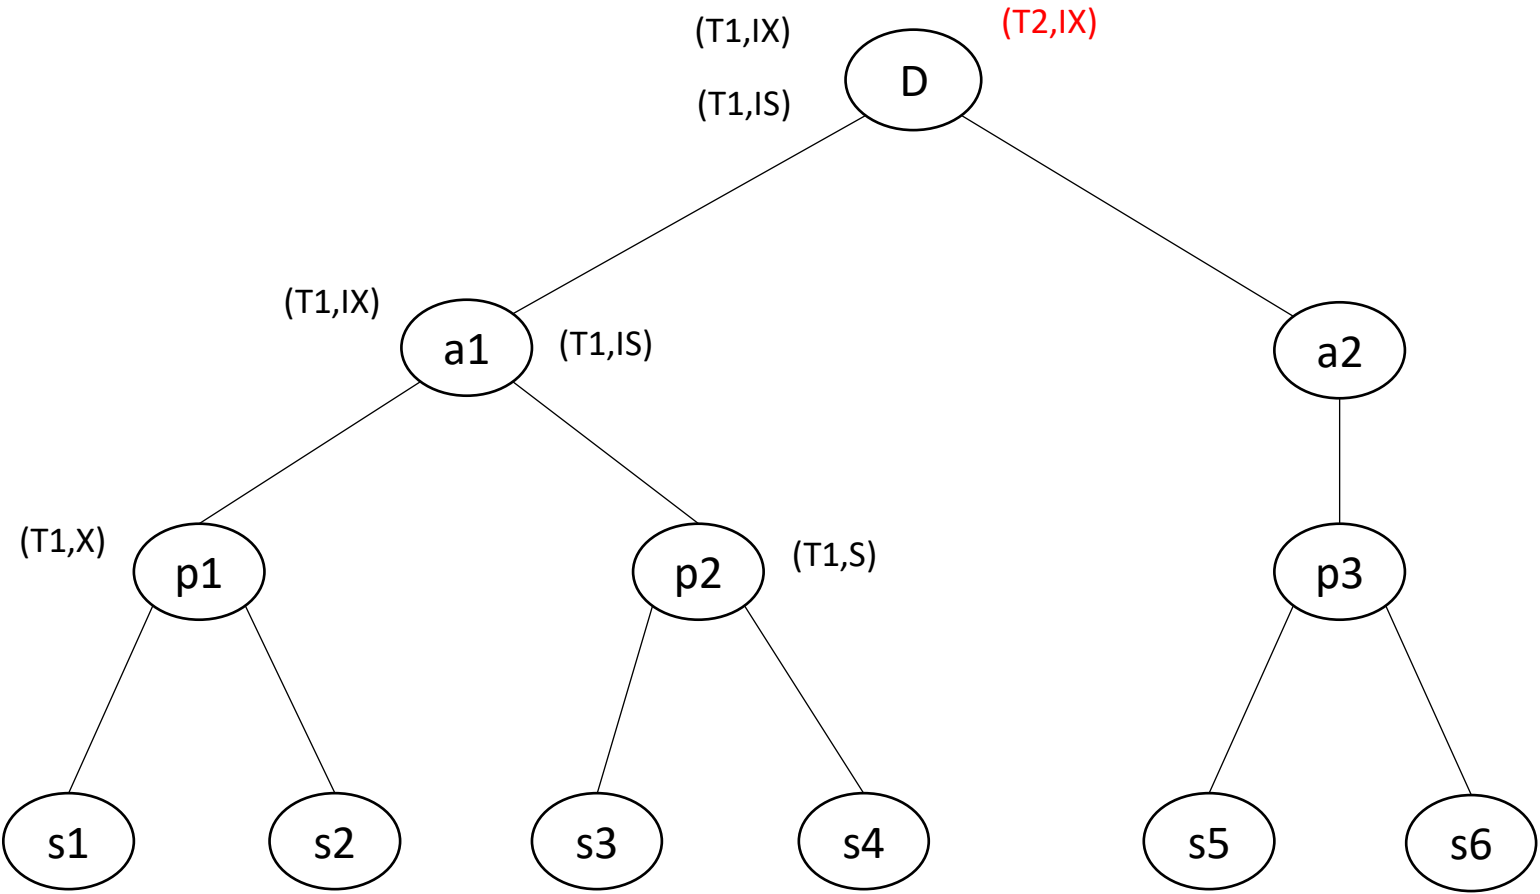 (T1,IX)
(T2,IX)
D
(T1,IS)
(T1,IX)
a1
(T1,IS)
a2
(T1,X)
p1
p2
(T1,S)
p3
s1
s2
s3
s4
s5
s6